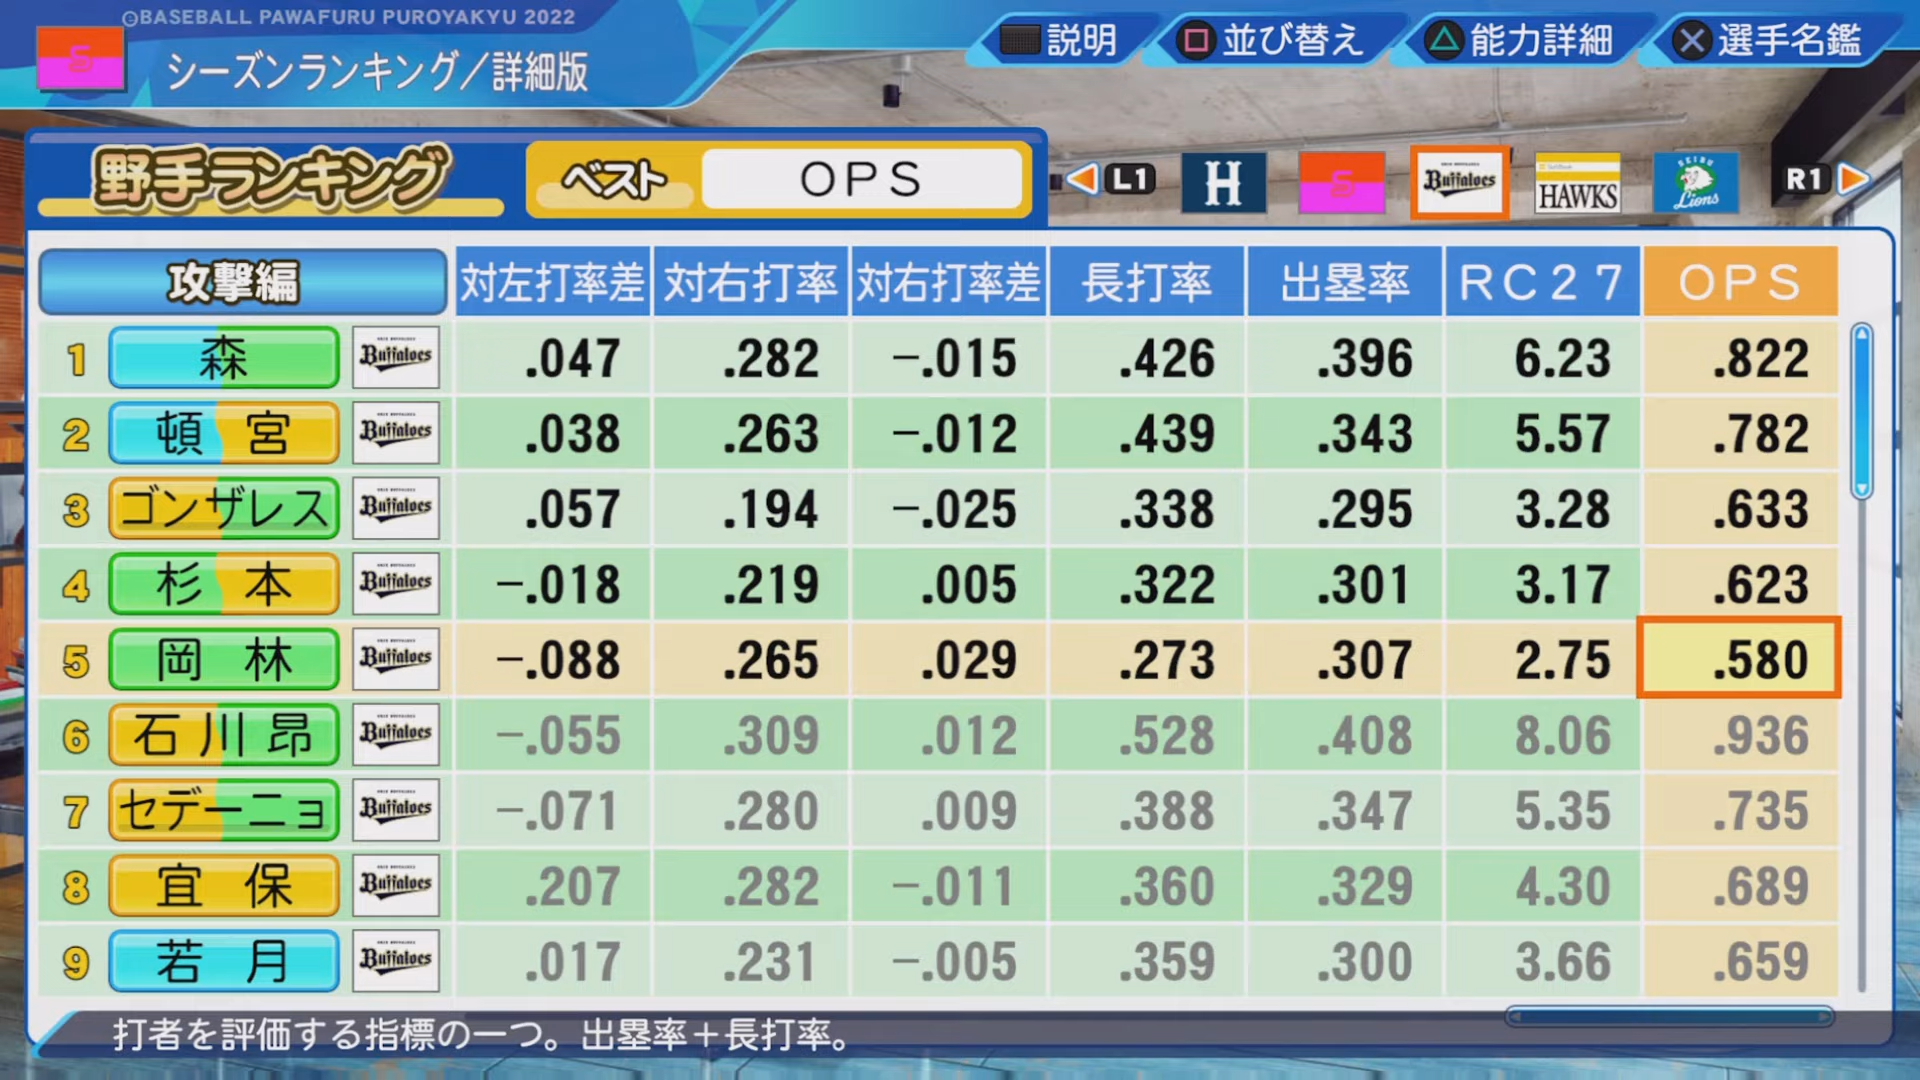 ©BASEBALL PAWAFURU PUROYAKYU 2022
S
シーズンランキング/詳細版
説明 並び替え 能力詳細 選手名鑑
野手ランキング ベスト OPS
L1 H S Buffaloes HAWKS SEIBU Lions R1
攻撃編 対左打率差 対右打率 対右打率差 長打率 出塁率 RC27 OPS
1 森 Buffaloes .047 .282 -.015 .426 .396 6.23 .822
2 頓宮 Buffaloes .038 .263 -.012 .439 .343 5.57 .782
3 ゴンザレス Buffaloes .057 .194 -.025 .338 .295 3.28 .633
4 杉本 Buffaloes -.018 .219 .005 .322 .301 3.17 .623
5 岡林 Buffaloes -.088 .265 .029 .273 .307 2.75 .580
6 石川昂 Buffaloes -.055 .309 .012 .528 .408 8.06 .936
7 セデーニョ Buffaloes -.071 .280 .009 .388 .347 5.35 .735
8 宜保 Buffaloes .207 .282 -.011 .360 .329 4.30 .689
9 若月 Buffaloes .017 .231 -.005 .359 .300 3.66 .659
打者を評価する指標の一つ。出塁率+長打率。